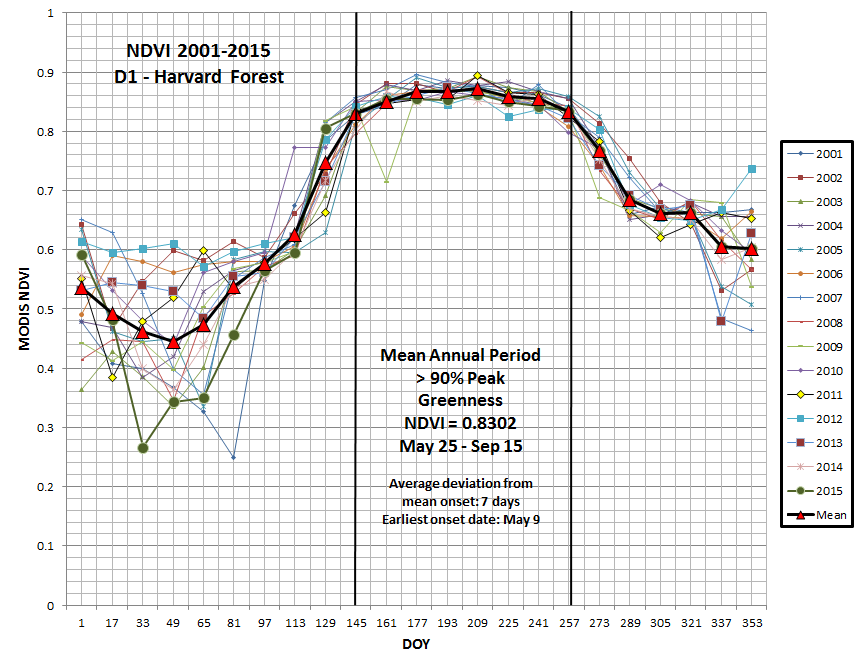 NDVI 2001-2015
D1 - Harvard Forest
MODIS NDVI
1
0.9
0.8
0.7
0.6
0.5
0.4
0.3
0.2
0.1
0
Mean Annual Period
> 90% Peak
Greenness
NDVI = 0.8302
May 25 - Sep 15
Average deviation from
mean onset: 7 days
Earliest onset date: May 9
1 17 33 49 65 81 97 113 129 145 161 177 193 209 225 241 257 273 289 305 321 337 353
DOY
2001
2002
2003
2004
2005
2006
2007
2008
2009
2010
2011
2012
2013
2014
2015
Mean